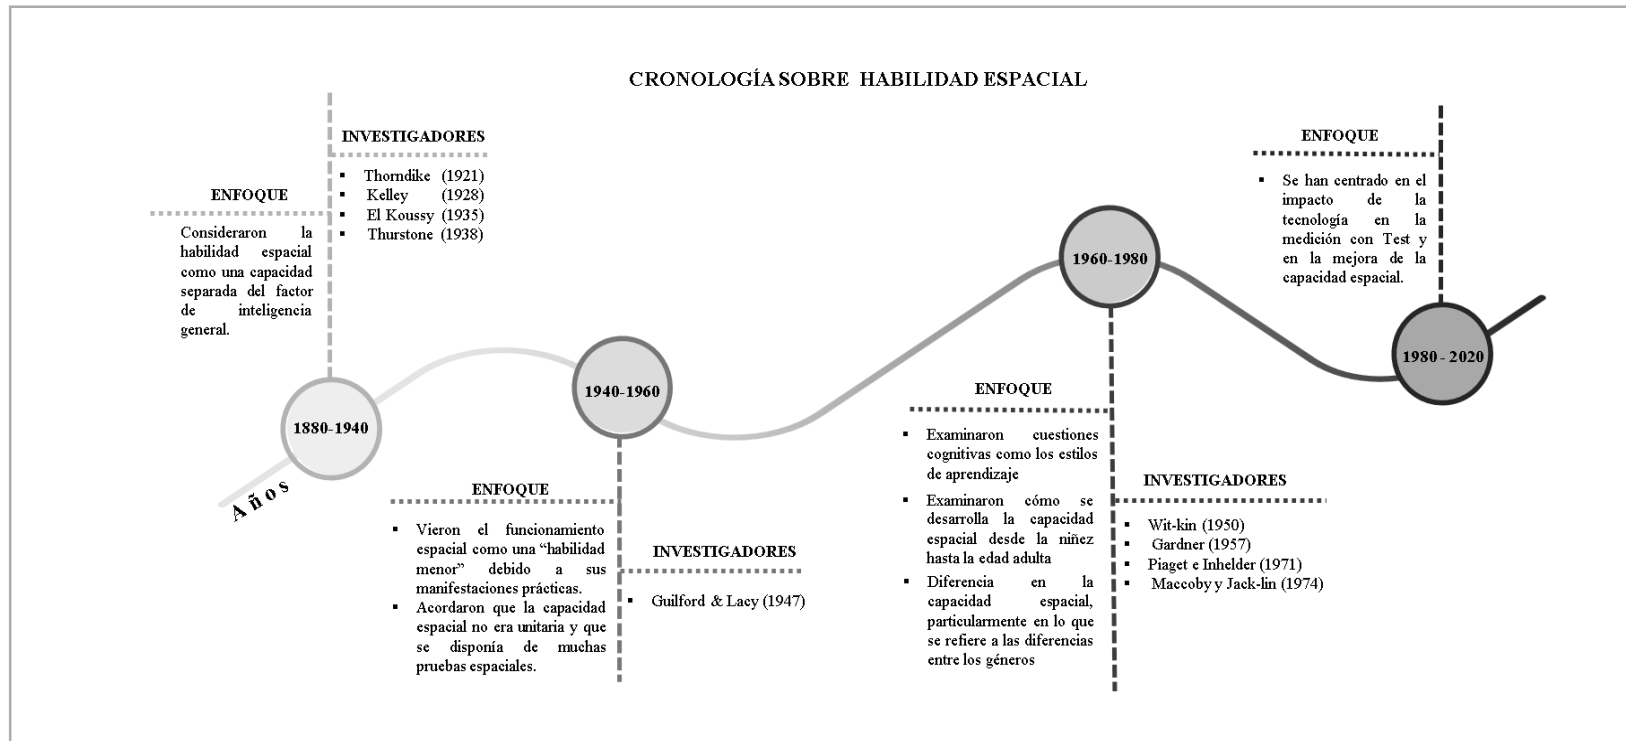 CRONOLOGÍA SOBRE HABILIDAD ESPACIAL
ENFOQUE
Consideraron la
habilidad espacial
como una capacidad
separada del factor
de inteligencia
general.
INVESTIGADORES
▪ Thorndike (1921)
▪ Kelley (1928)
▪ El Koussy (1935)
▪ Thurstone (1938)
1880-1940
Años
1940-1960
ENFOQUE
▪ Vieron el funcionamiento
espacial como una “habilidad
menor” debido a sus
manifestaciones prácticas.
▪ Acordaron que la capacidad
espacial no era unitaria y que
se disponía de muchas
pruebas espaciales.
INVESTIGADORES
▪ Guilford & Lacy (1947)
1960-1980
ENFOQUE
▪ Examinaron cuestiones
cognitivas como los estilos
de aprendizaje
▪ Examinaron cómo se
desarrolla la capacidad
espacial desde la niñez
hasta la edad adulta
▪ Diferencia en la
capacidad espacial,
particularmente en lo que
se refiere a las diferencias
entre los géneros
INVESTIGADORES
▪ Wit-kin (1950)
▪ Gardner (1957)
▪ Piaget e Inhelder (1971)
▪ Maccoby y Jack-lin (1974)
ENFOQUE
▪ Se han centrado en el
impacto de la
tecnología en la
medición con Test y
en la mejora de la
capacidad espacial.
1980 - 2020